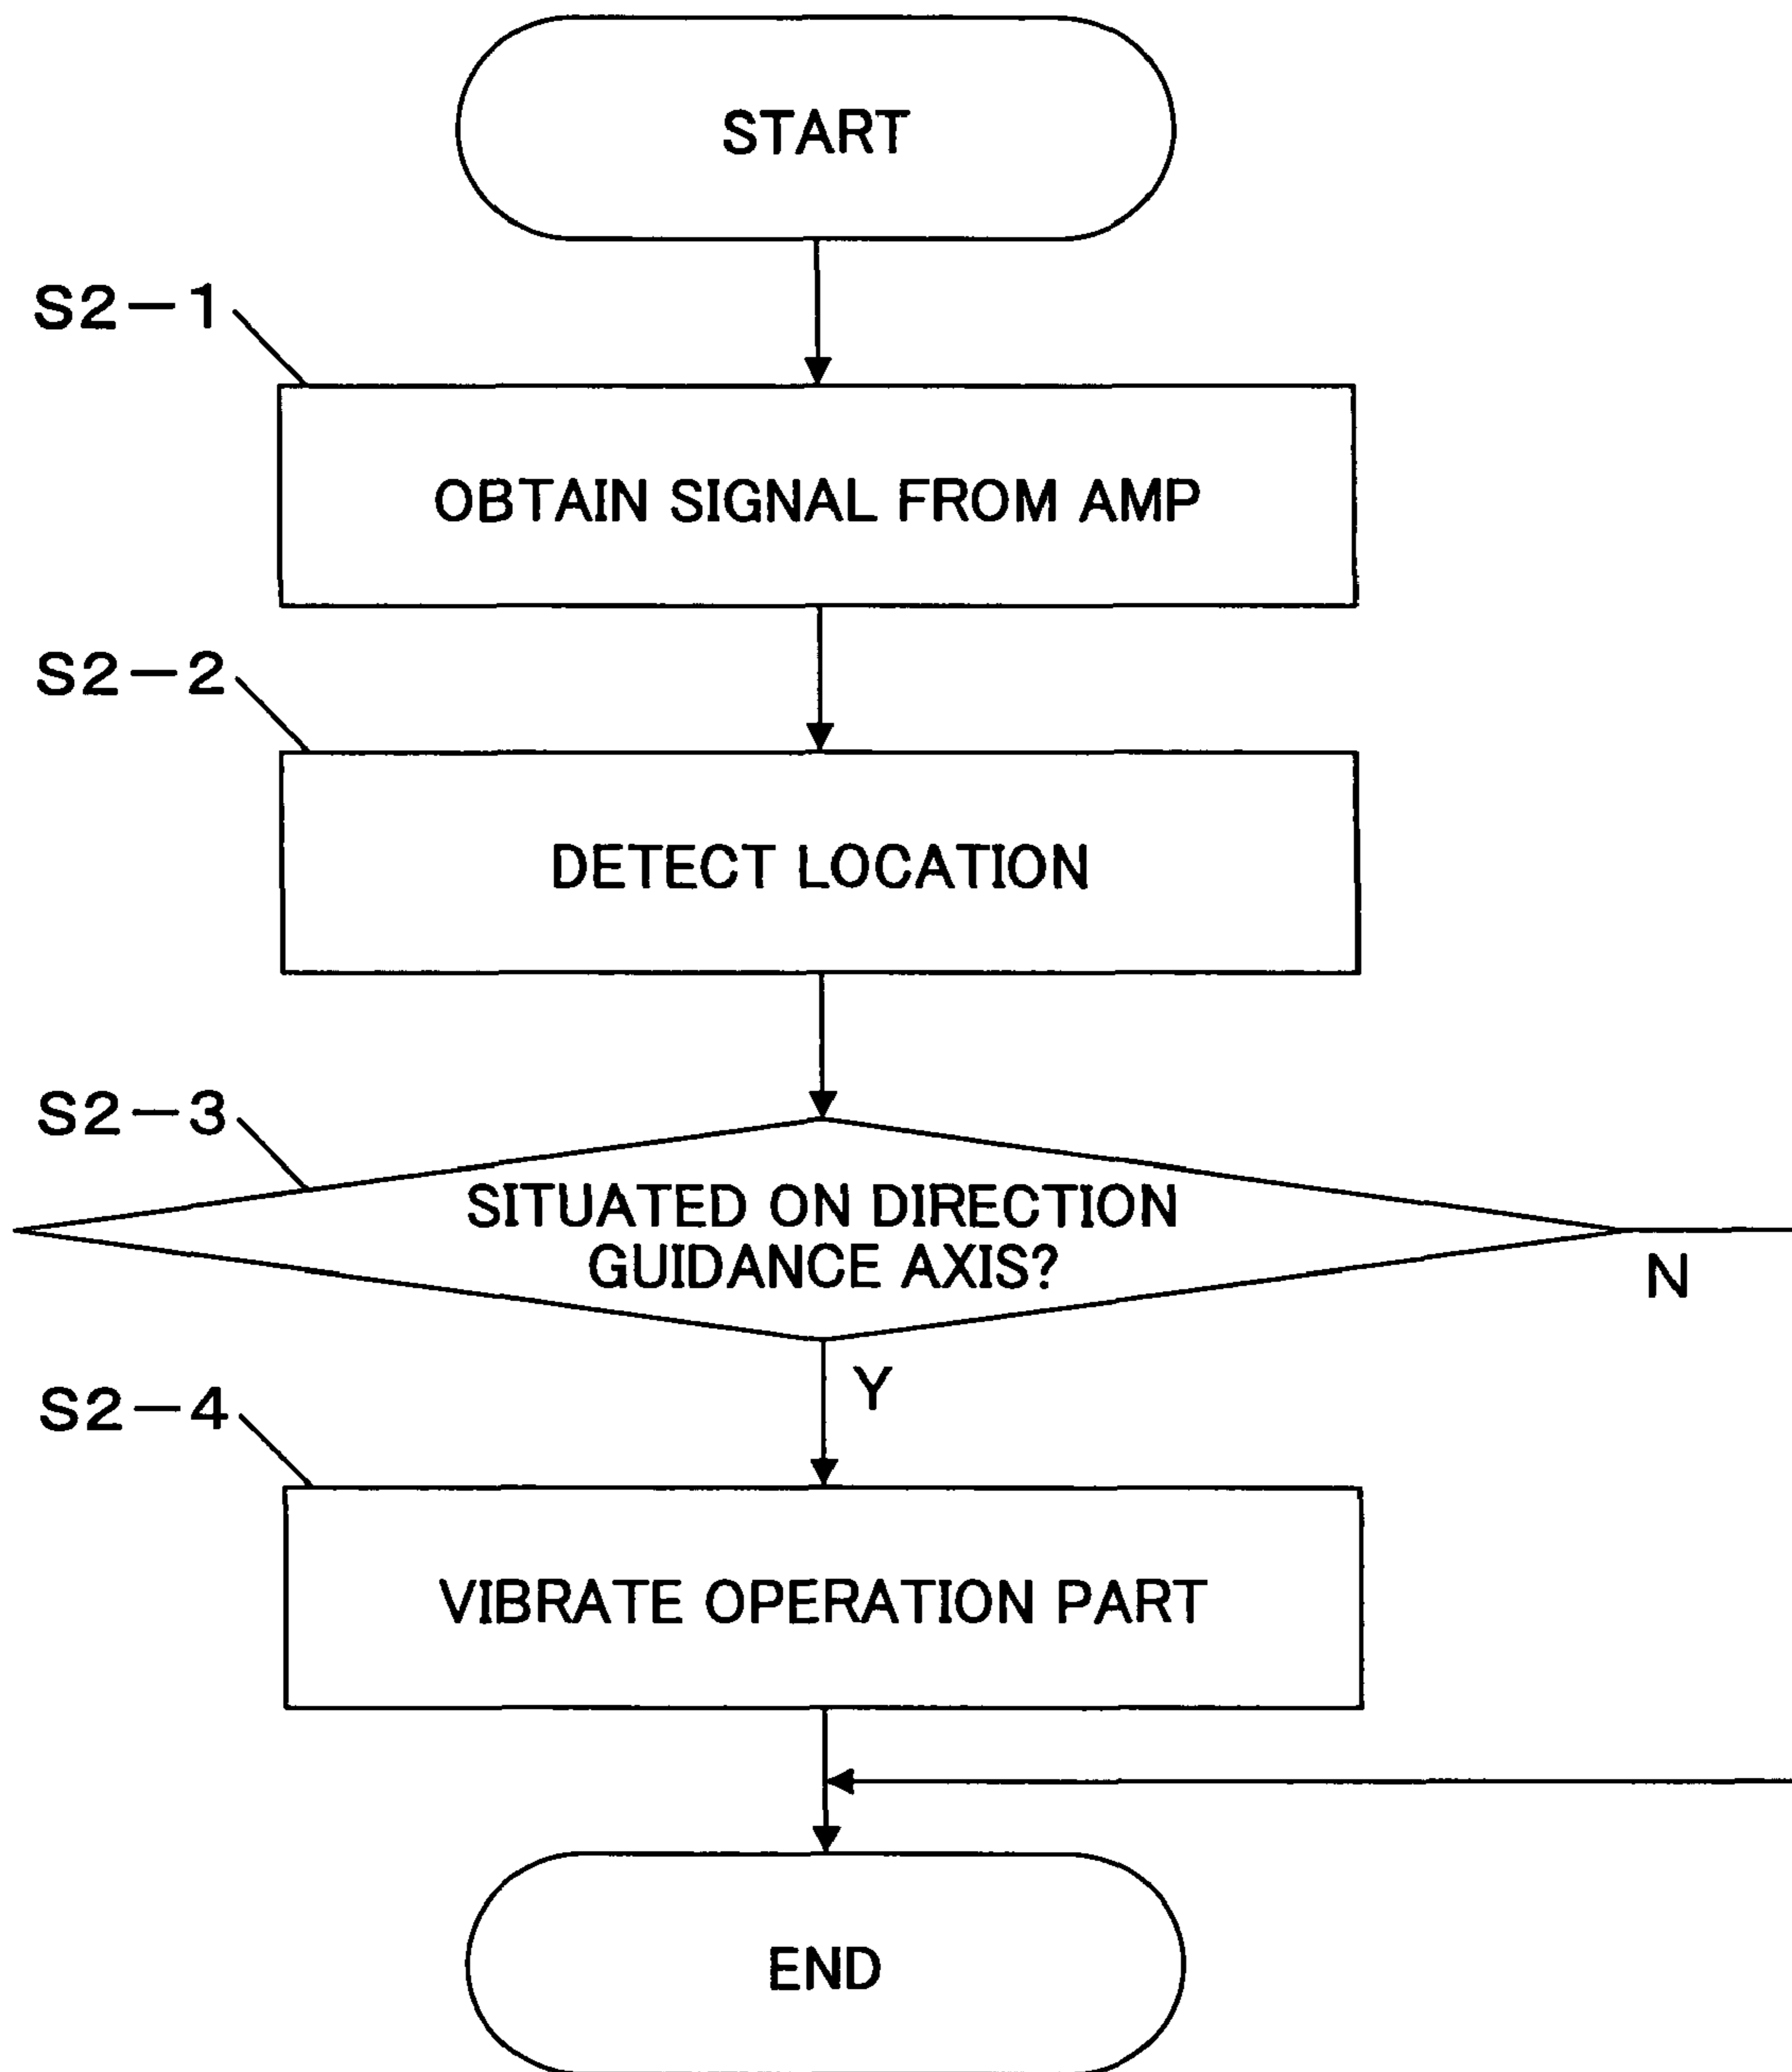 START
S2-1
OBTAIN SIGNAL FROM AMP
S2-2
DETECT LOCATION
S2-3
SITUATED ON DIRECTION
GUIDANCE AXIS?
N
Y
S2-4
VIBRATE OPERATION PART
END